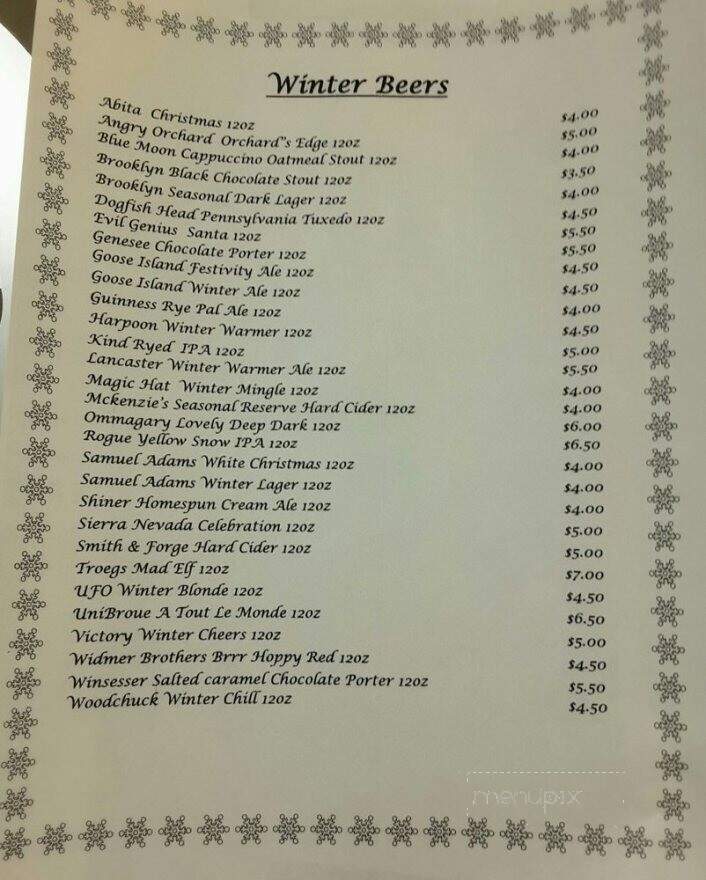 Winter Beers
Abita Christmas 12oz $4.00
Angry Orchard Orchard"s Edge 12oz $5.00
Blue Moon Cappuccino Oatmeal Stout 12oz $4.00
Brooklyn Black Chocolate Stout 12oz $3.50
Brooklyn Seasonal Dark Lager 12oz $4.00
Dogfish Head Pennsylvania Tuxedo 12oz $4.50
Evil Genius Santa 12oz $5.50
Genesee Chocolate Porter 12oz $5.50
Goose Island Festivity Ale 12oz $4.50
Goose Island Winter Ale 12oz $4.50
Guinness Rye Pal Ale 12oz $4.00
Harpoon Winter Warmer 12oz $4.50
Kind Ryed IPA 12oz $5.00
Lancaster Winter Warmer Ale 12oz $5.50
Magic Hat Winter Mingle 12oz $4.00
Mckenzie's Seasonal Reserve Hard Cider 12oz $4.00
Ommagary Lovely Deep Dark 12oz $6.00
Rogue Yellow Snow IPA 12oz $6.50
Samuel Adams White Christmas 12oz $4.00
Samuel Adams Winter Lager 12oz $4.00
Shiner Homespun Cream Ale 12oz $4.00
Sierra Nevada Celebration 12oz $5.00
Smith & Forge Hard Cider 12oz $5.00
Troegs Mad Elf 12oz $7.00
UFO Winter Blonde 12oz $4.50
UniBroue A Tout Le Monde 12oz $6.50
Victory Winter Cheers 12oz $5.00
Widmer Brothers Brrr Hoppy Red 12oz $4.50
Winsesser Salted caramel Chocolate Porter 12oz $5.50
Woodchuck Winter Chill 12oz $4.50
menupix